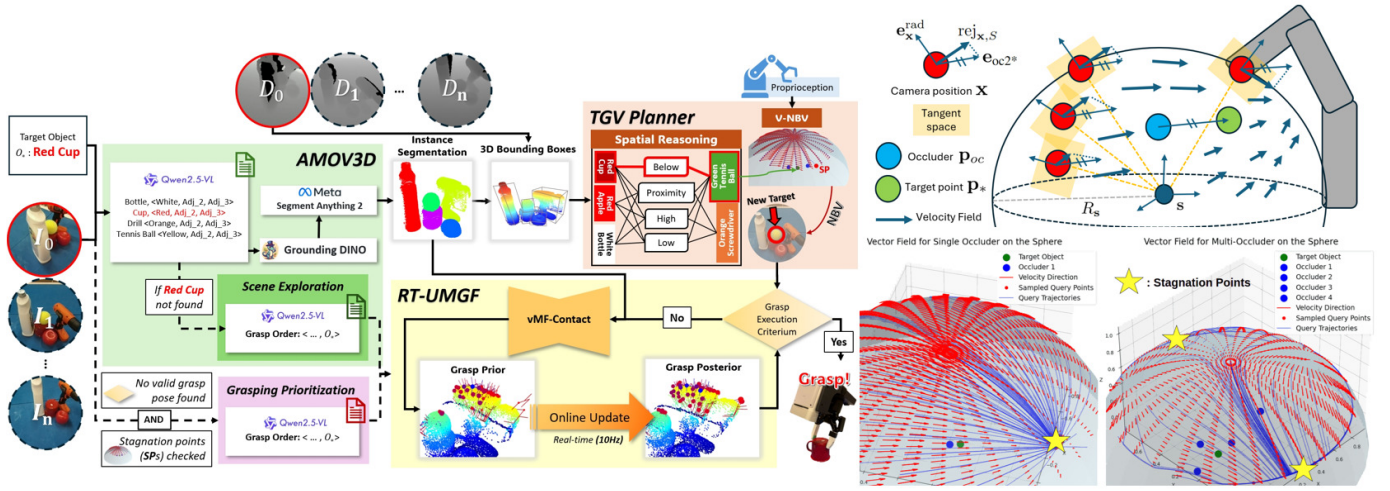 Target Object
O* : Red Cup
I0
I1
In
D0
D1
...
Dn
AMOV3D
Qwen2.5-VL
Bottle, <White, Adj_2, Adj_3>
Cup, <Red, Adj_2, Adj_3>
Drill <Orange, Adj_2, Adj_3>
Tennis Ball <Yellow, Adj_2, Adj_3>
Meta
Segment Anything 2
Grounding DINO
If Red Cup
not found
Scene Exploration
Qwen2.5-VL
Grasp Order: < ... , O*>
No valid grasp
pose found
AND
Stagnation points
(SPs) checked
Grasping Prioritization
Qwen2.5-VL
Grasp Order: < ... , O*>
Instance
Segmentation
3D Bounding Boxes
TGV Planner
Spatial Reasoning
Red
Cup
Red
Apple
White
Bottle
Below
Proximity
High
Low
Green
Tennis
Ball
Orange
Screwdriver
Proprioception
V-NBV
SP
New Target
NBV
RT-UMGF
vMF-Contact
No
Grasp
Execution
Criterium
Yes
Grasp!
Grasp Prior
Online Update
Real-time (10Hz)
Grasp Posterior
e_x^rad
rej_x,S
e_oc2*
Camera position x
Tangent
space
Occluder p_oc
Target point p_*
Velocity Field
R_s
s
Vector Field for Single Occluder on the Sphere
Target Object
Occluder 1
Velocity Direction
Sampled Query Points
Query Trajectories
: Stagnation Points
Vector Field for Multi-Occluder on the Sphere
Target Object
Occluder 1
Occluder 2
Occluder 3
Occluder 4
Velocity Direction
Sampled Query Points
Query Trajectories